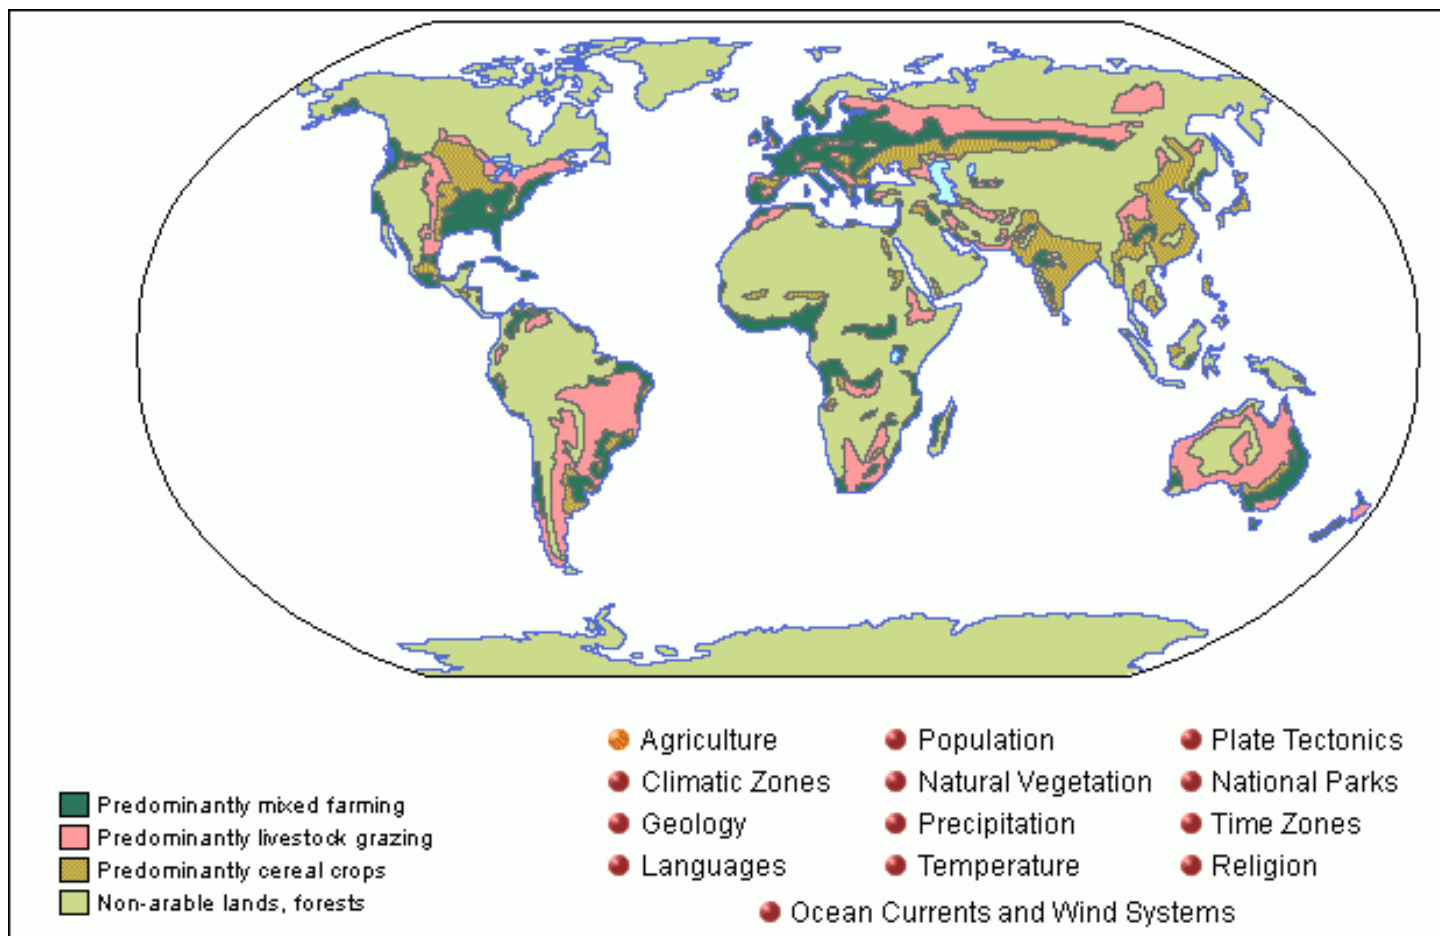 Agriculture
Population
Plate Tectonics
Climatic Zones
Natural Vegetation
National Parks
Geology
Precipitation
Time Zones
Languages
Temperature
Religion
Ocean Currents and Wind Systems
Predominantly mixed farming
Predominantly livestock grazing
Predominantly cereal crops
Non-arable lands, forests